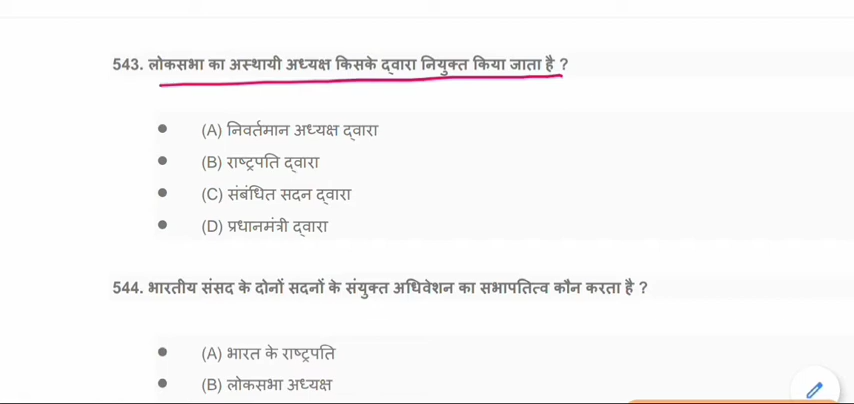 543. लोकसभा का अस्थायी अध्यक्ष किसके द्वारा नियुक्त किया जाता है ?
(A) निवर्तमान अध्यक्ष द्वारा
(B) राष्ट्रपति द्वारा
(C) संबंधित सदन द्वारा
(D) प्रधानमंत्री द्वारा
544. भारतीय संसद के दोनों सदनों के संयुक्त अधिवेशन का सभापतित्व कौन करता है ?
(A) भारत के राष्ट्रपति
(B) लोकसभा अध्यक्ष